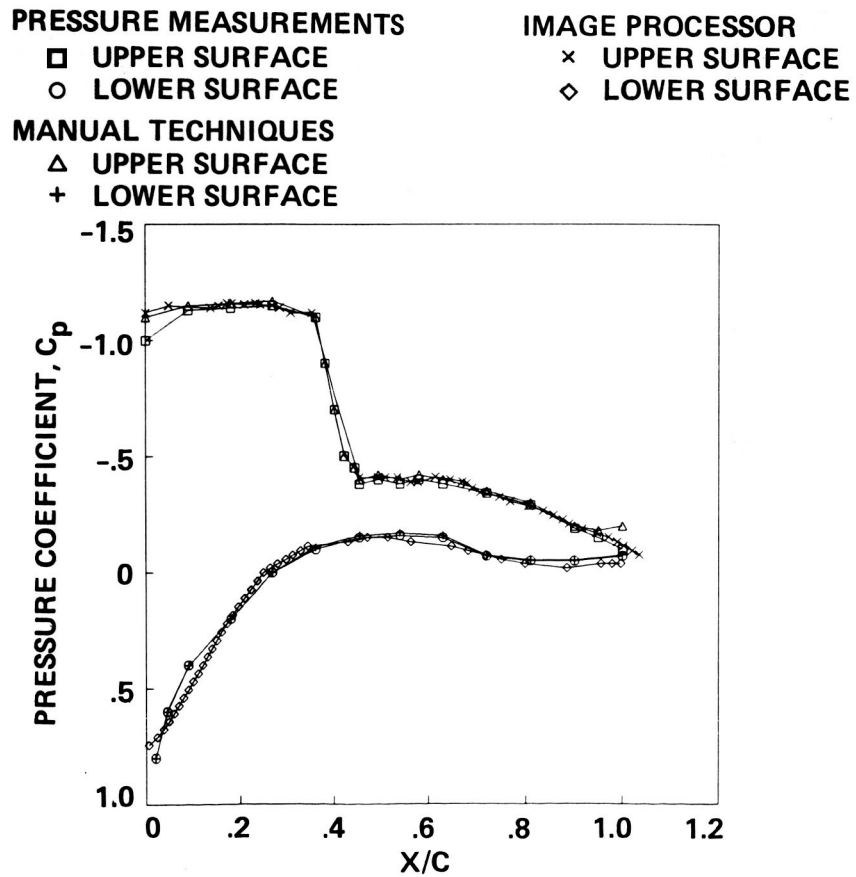 PRESSURE MEASUREMENTS
UPPER SURFACE
LOWER SURFACE
MANUAL TECHNIQUES
UPPER SURFACE
LOWER SURFACE
IMAGE PROCESSOR
UPPER SURFACE
LOWER SURFACE
PRESSURE COEFFICIENT, Cp
-1.5
-1.0
-.5
0
.5
1.0
0 .2 .4 .6 .8 1.0 1.2
X/C